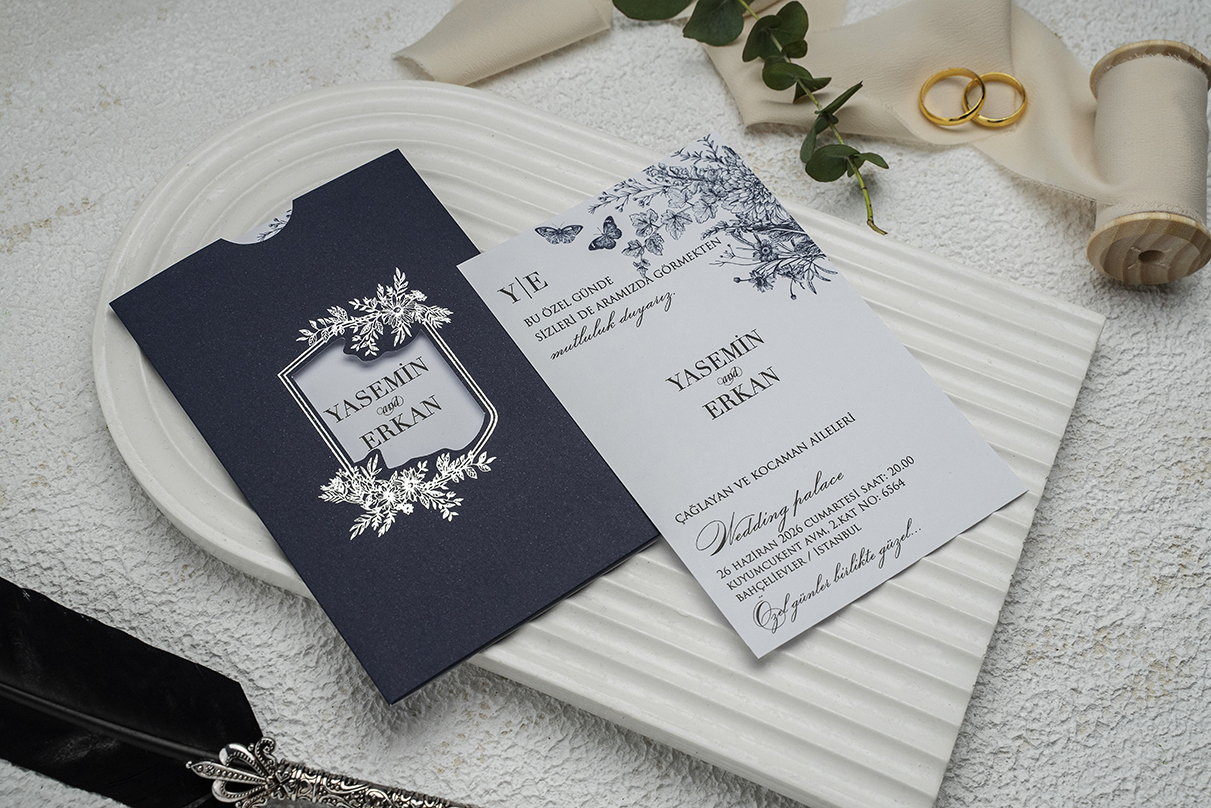 YASEMİN
and
ERKAN
Y|E
BU ÖZEL GÜNDE
SİZLERİ DE ARAMIZDA GÖRMEKTEN
mutluluk duyarız.
YASEMİN
and
ERKAN
ÇAĞLAYAN VE KOCAMAN AİLELERİ
Wedding palace
26 HAZİRAN 2026 CUMARTESİ SAAT: 20.00
KUYUMCUKENT AVM, 2.KAT NO: 6564
BAHÇELİEVLER / İSTANBUL
Özel günler birlikte güzel...